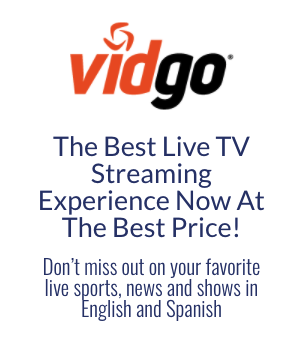 vidgo®
The Best Live TV
Streaming
Experience Now At
The Best Price!
Don’t miss out on your favorite
live sports, news and shows in
English and Spanish